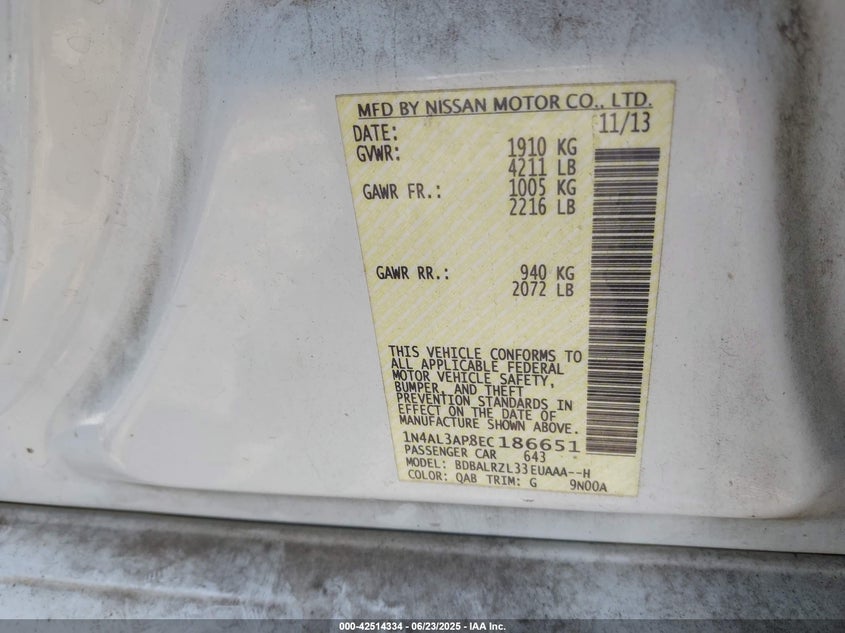 MFD BY NISSAN MOTOR CO., LTD.
DATE: 11/13
GVWR: 1910 KG
4211 LB
GAWR FR.: 1005 KG
2216 LB
GAWR RR.: 940 KG
2072 LB
THIS VEHICLE CONFORMS TO
ALL APPLICABLE FEDERAL
MOTOR VEHICLE SAFETY,
BUMPER, AND THEFT
PREVENTION STANDARDS IN
EFFECT ON THE DATE OF
MANUFACTURE SHOWN ABOVE.
1N4AL3AP8EC186651
PASSENGER CAR 643
MODEL: BDBALRZL33EUAAA--H
COLOR: QAB TRIM: G 9N00A
000-42514334 - 06/23/2025 - IAA Inc.